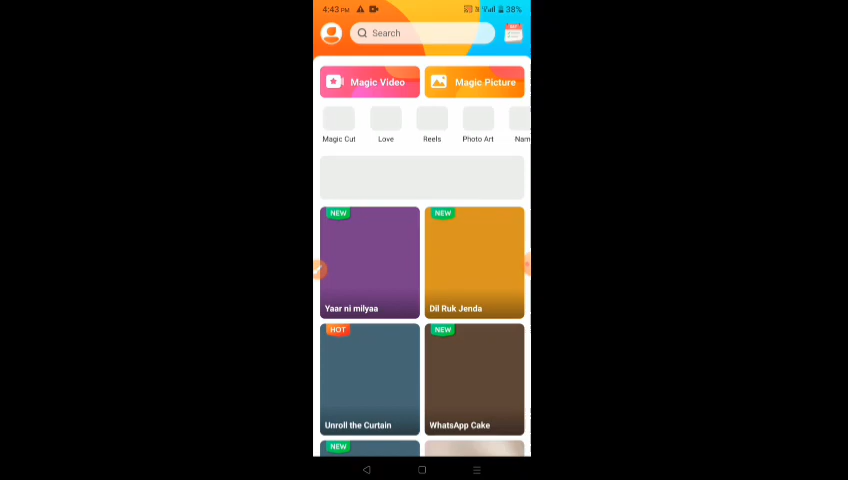 4:43 PM
38%
Search
Magic Video
Magic Picture
Magic Cut
Love
Reels
Photo Art
Nam
NEW
NEW
Yaar ni milyaa
Dil Ruk Jenda
HOT
NEW
Unroll the Curtain
WhatsApp Cake
NEW